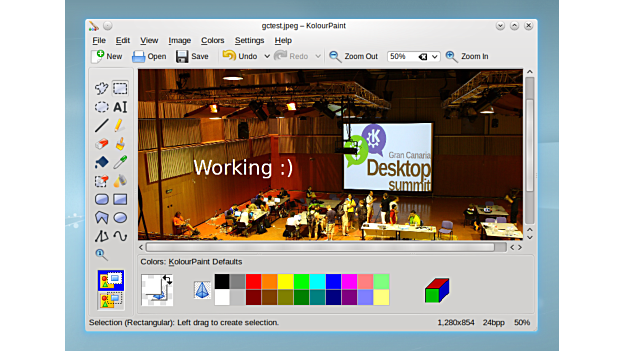 gctest.jpeg – KolourPaint
File Edit View Image Colors Settings Help
New Open Save Undo Redo Zoom Out 50% Zoom In
AI
Working :)
Gran Canaria
Desktop
summit
Colors: KolourPaint Defaults
Selection (Rectangular): Left drag to create selection. 1,280x854 24bpp 50%